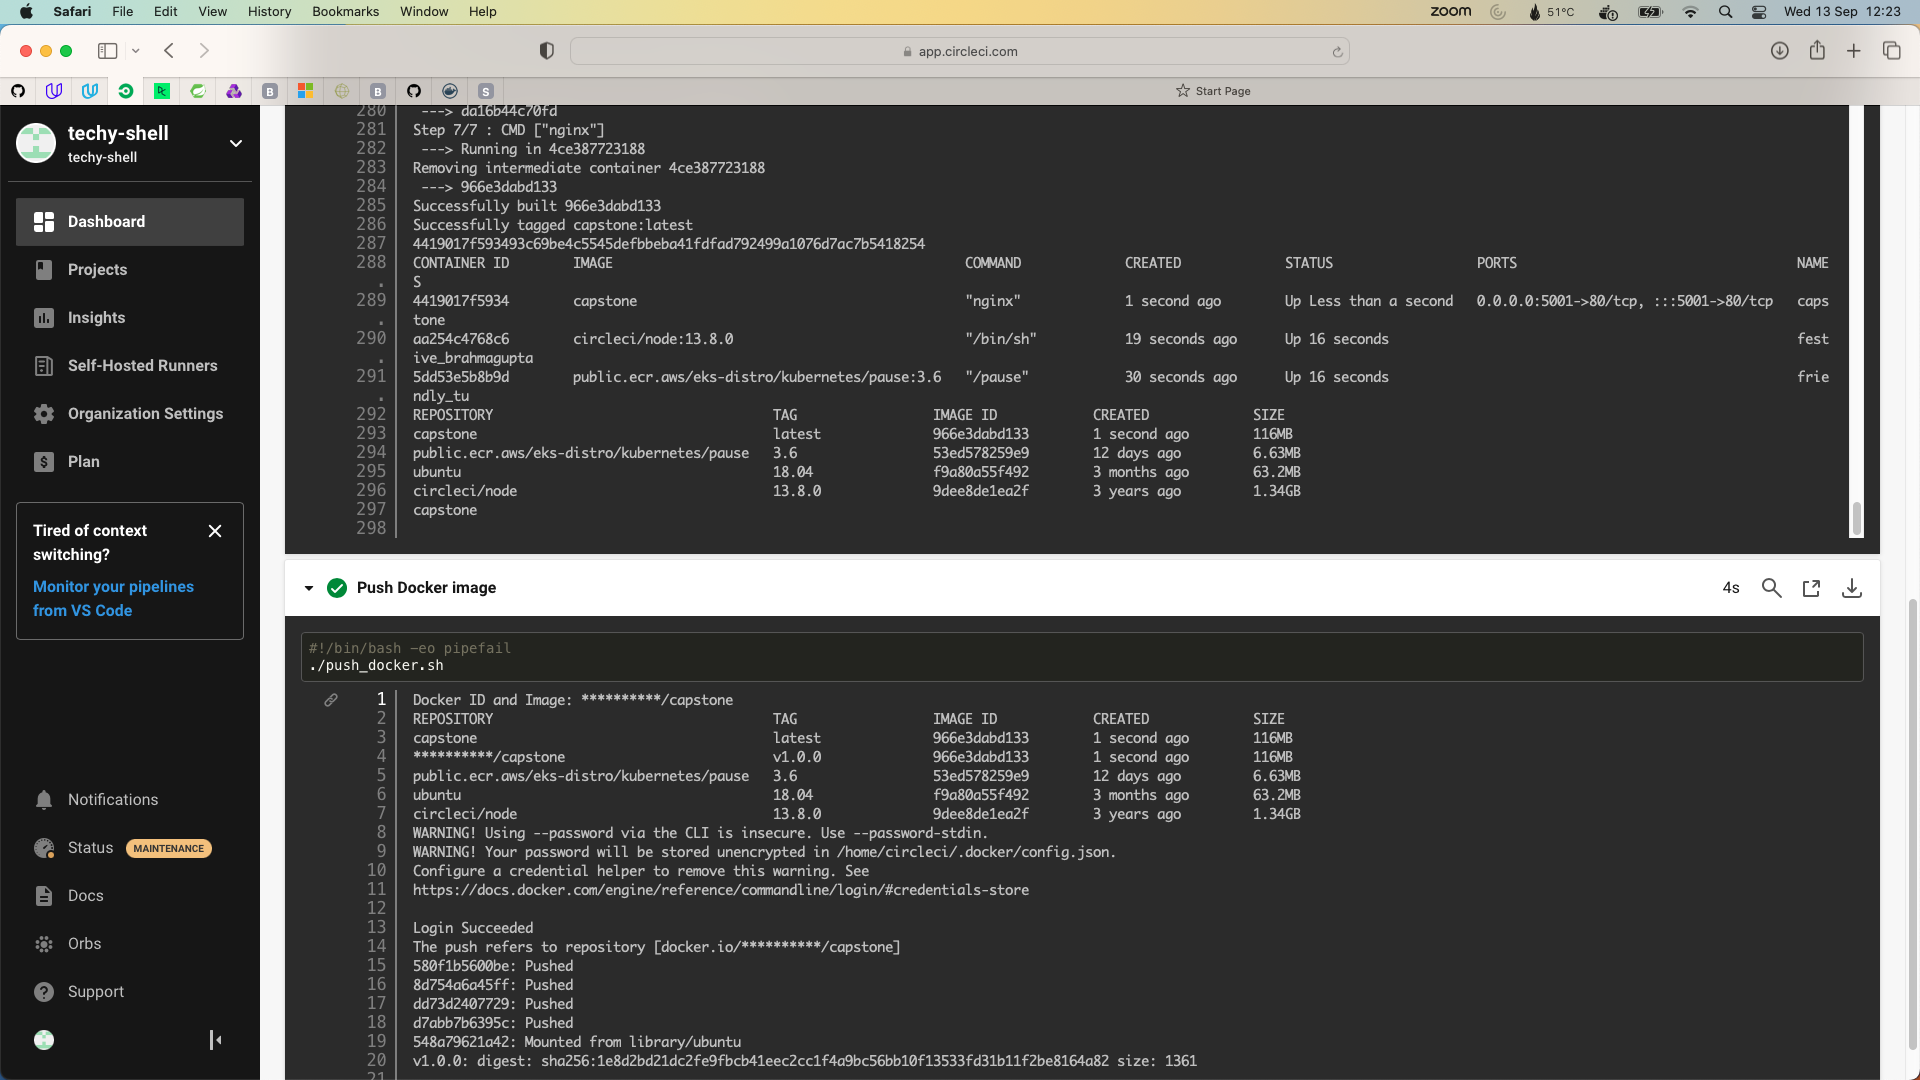 Safari File Edit View History Bookmarks Window Help
zoom 51°C Wed 13 Sep 12:23
app.circleci.com
Start Page
techy-shell
techy-shell
Dashboard
Projects
Insights
Self-Hosted Runners
Organization Settings
Plan
Tired of context
switching?
Monitor your pipelines
from VS Code
Notifications
Status MAINTENANCE
Docs
Orbs
Support
280 ---> da16b44c70fd
281 Step 7/7 : CMD ["nginx"]
282 ---> Running in 4ce387723188
283 Removing intermediate container 4ce387723188
284 ---> 966e3dabd133
285 Successfully built 966e3dabd133
286 Successfully tagged capstone:latest
287 4419017f593493c69be4c5545defbbeba41fdfad792499a1076d7ac7b5418254
288 CONTAINER ID IMAGE COMMAND CREATED STATUS PORTS NAME
. S
289 4419017f5934 capstone "nginx" 1 second ago Up Less than a second 0.0.0.0:5001->80/tcp, :::5001->80/tcp caps
. tone
290 aa254c4768c6 circleci/node:13.8.0 "/bin/sh" 19 seconds ago Up 16 seconds fest
. ive_brahmagupta
291 5dd53e5b8b9d public.ecr.aws/eks-distro/kubernetes/pause:3.6 "/pause" 30 seconds ago Up 16 seconds frie
. ndly_tu
292 REPOSITORY TAG IMAGE ID CREATED SIZE
293 capstone latest 966e3dabd133 1 second ago 116MB
294 public.ecr.aws/eks-distro/kubernetes/pause 3.6 53ed578259e9 12 days ago 6.63MB
295 ubuntu 18.04 f9a80a55f492 3 months ago 63.2MB
296 circleci/node 13.8.0 9dee8de1ea2f 3 years ago 1.34GB
297 capstone
298
Push Docker image 4s
#!/bin/bash -eo pipefail
./push_docker.sh
1 Docker ID and Image: **********/capstone
2 REPOSITORY TAG IMAGE ID CREATED SIZE
3 capstone latest 966e3dabd133 1 second ago 116MB
4 **********/capstone v1.0.0 966e3dabd133 1 second ago 116MB
5 public.ecr.aws/eks-distro/kubernetes/pause 3.6 53ed578259e9 12 days ago 6.63MB
6 ubuntu 18.04 f9a80a55f492 3 months ago 63.2MB
7 circleci/node 13.8.0 9dee8de1ea2f 3 years ago 1.34GB
8 WARNING! Using --password via the CLI is insecure. Use --password-stdin.
9 WARNING! Your password will be stored unencrypted in /home/circleci/.docker/config.json.
10 Configure a credential helper to remove this warning. See
11 https://docs.docker.com/engine/reference/commandline/login/#credentials-store
12
13 Login Succeeded
14 The push refers to repository [docker.io/**********/capstone]
15 580f1b5600be: Pushed
16 8d754a6a45ff: Pushed
17 dd73d2407729: Pushed
18 d7abb7b6395c: Pushed
19 548a79621a42: Mounted from library/ubuntu
20 v1.0.0: digest: sha256:1e8d2bd21dc2fe9fbcb41eec2cc1f4a9bc56bb10f13533fd31b11f2be8164a82 size: 1361
21